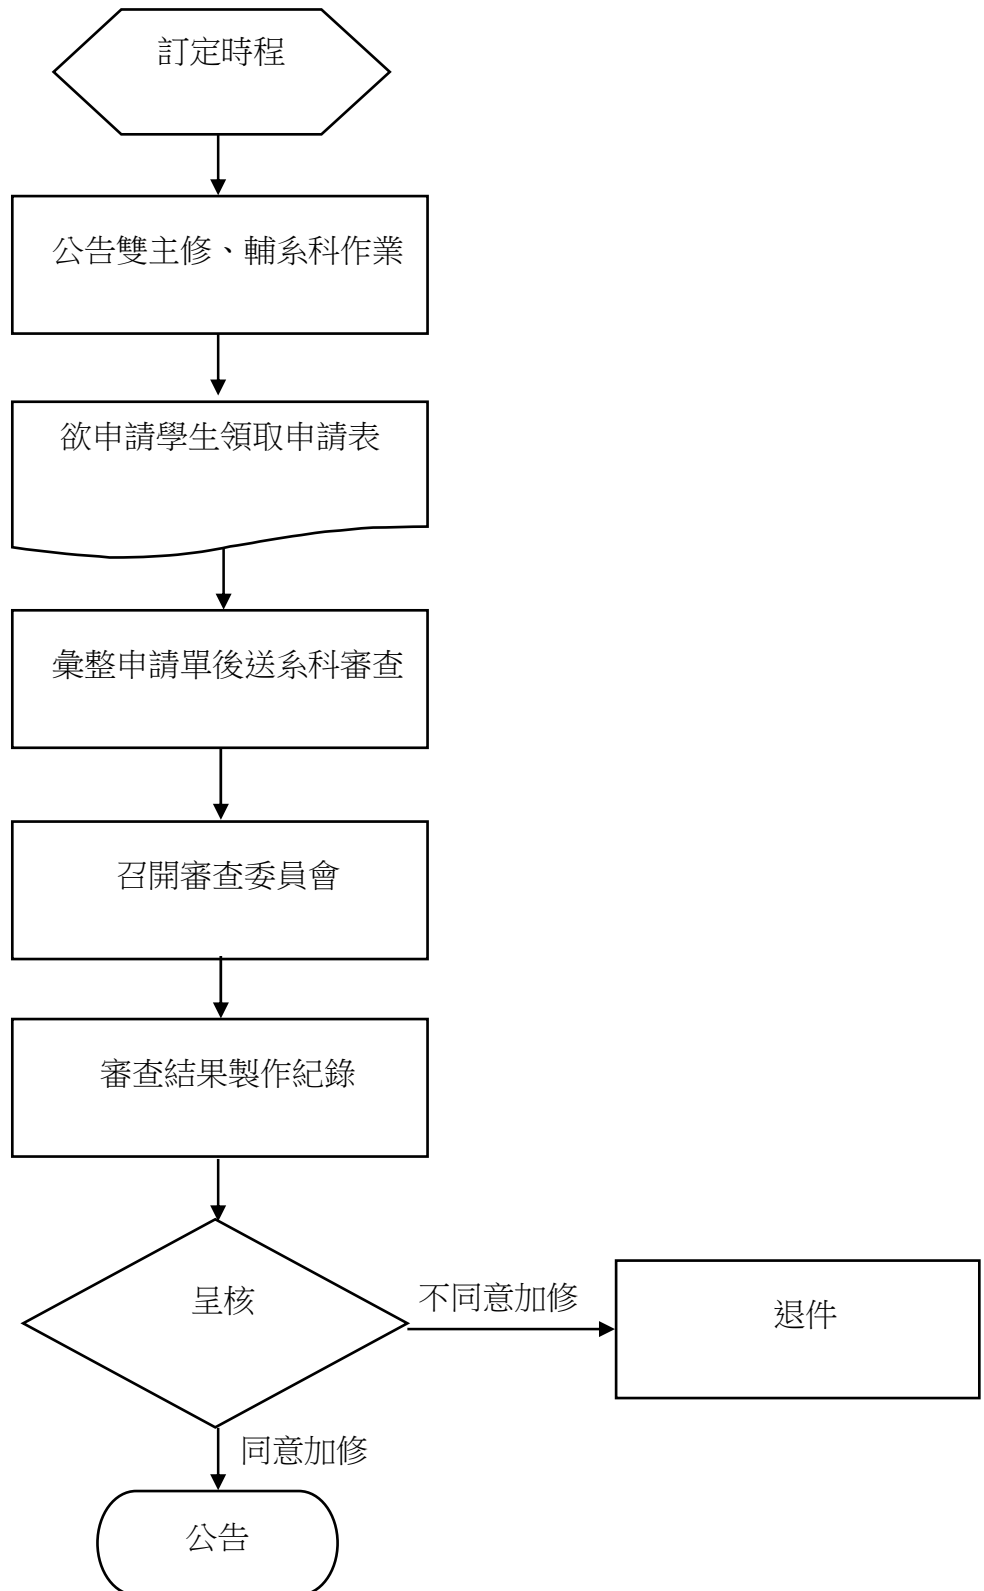 訂定時程
公告雙主修、輔系科作業
欲申請學生領取申請表
彙整申請單後送系科審查
召開審查委員會
審查結果製作紀錄
呈核
不同意加修
退件
同意加修
公告